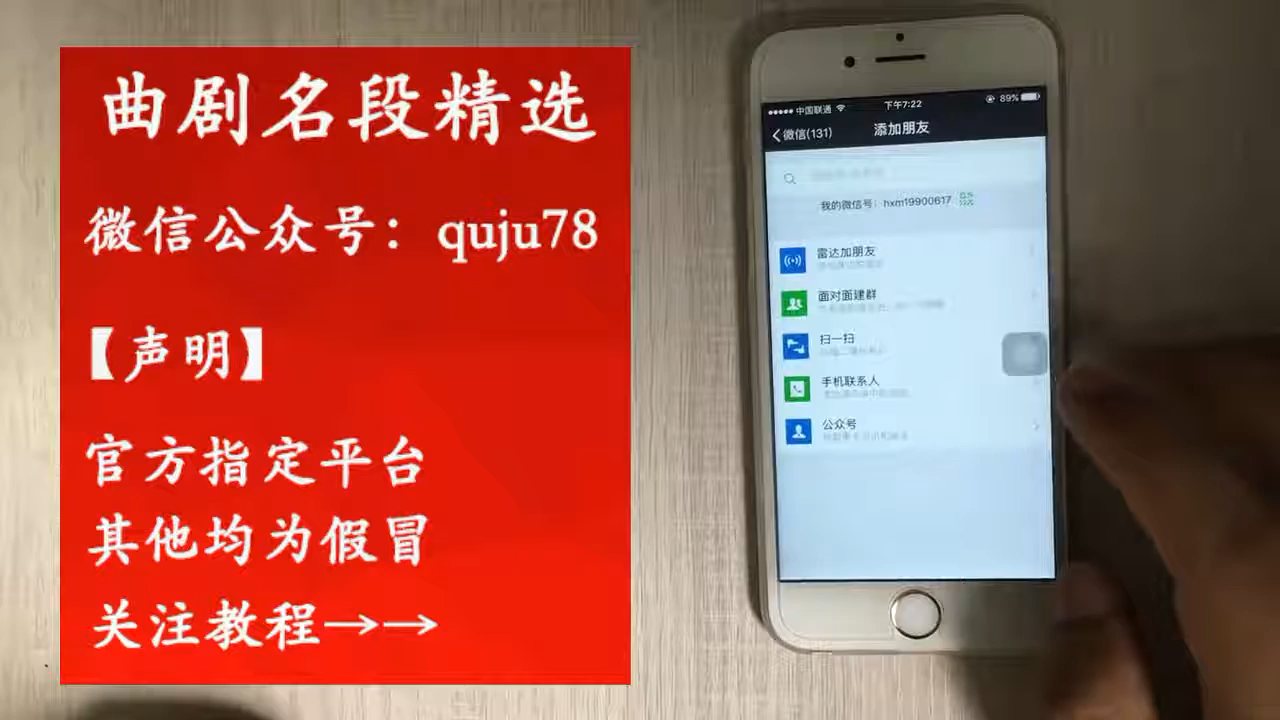 曲剧名段精选
微信公众号：quju78
【声明】
官方指定平台
其他均为假冒
关注教程→→
中国联通
下午7:22
89%
微信(131)
添加朋友
我的微信号：hxm19900617
雷达加朋友
面对面建群
扫一扫
手机联系人
公众号